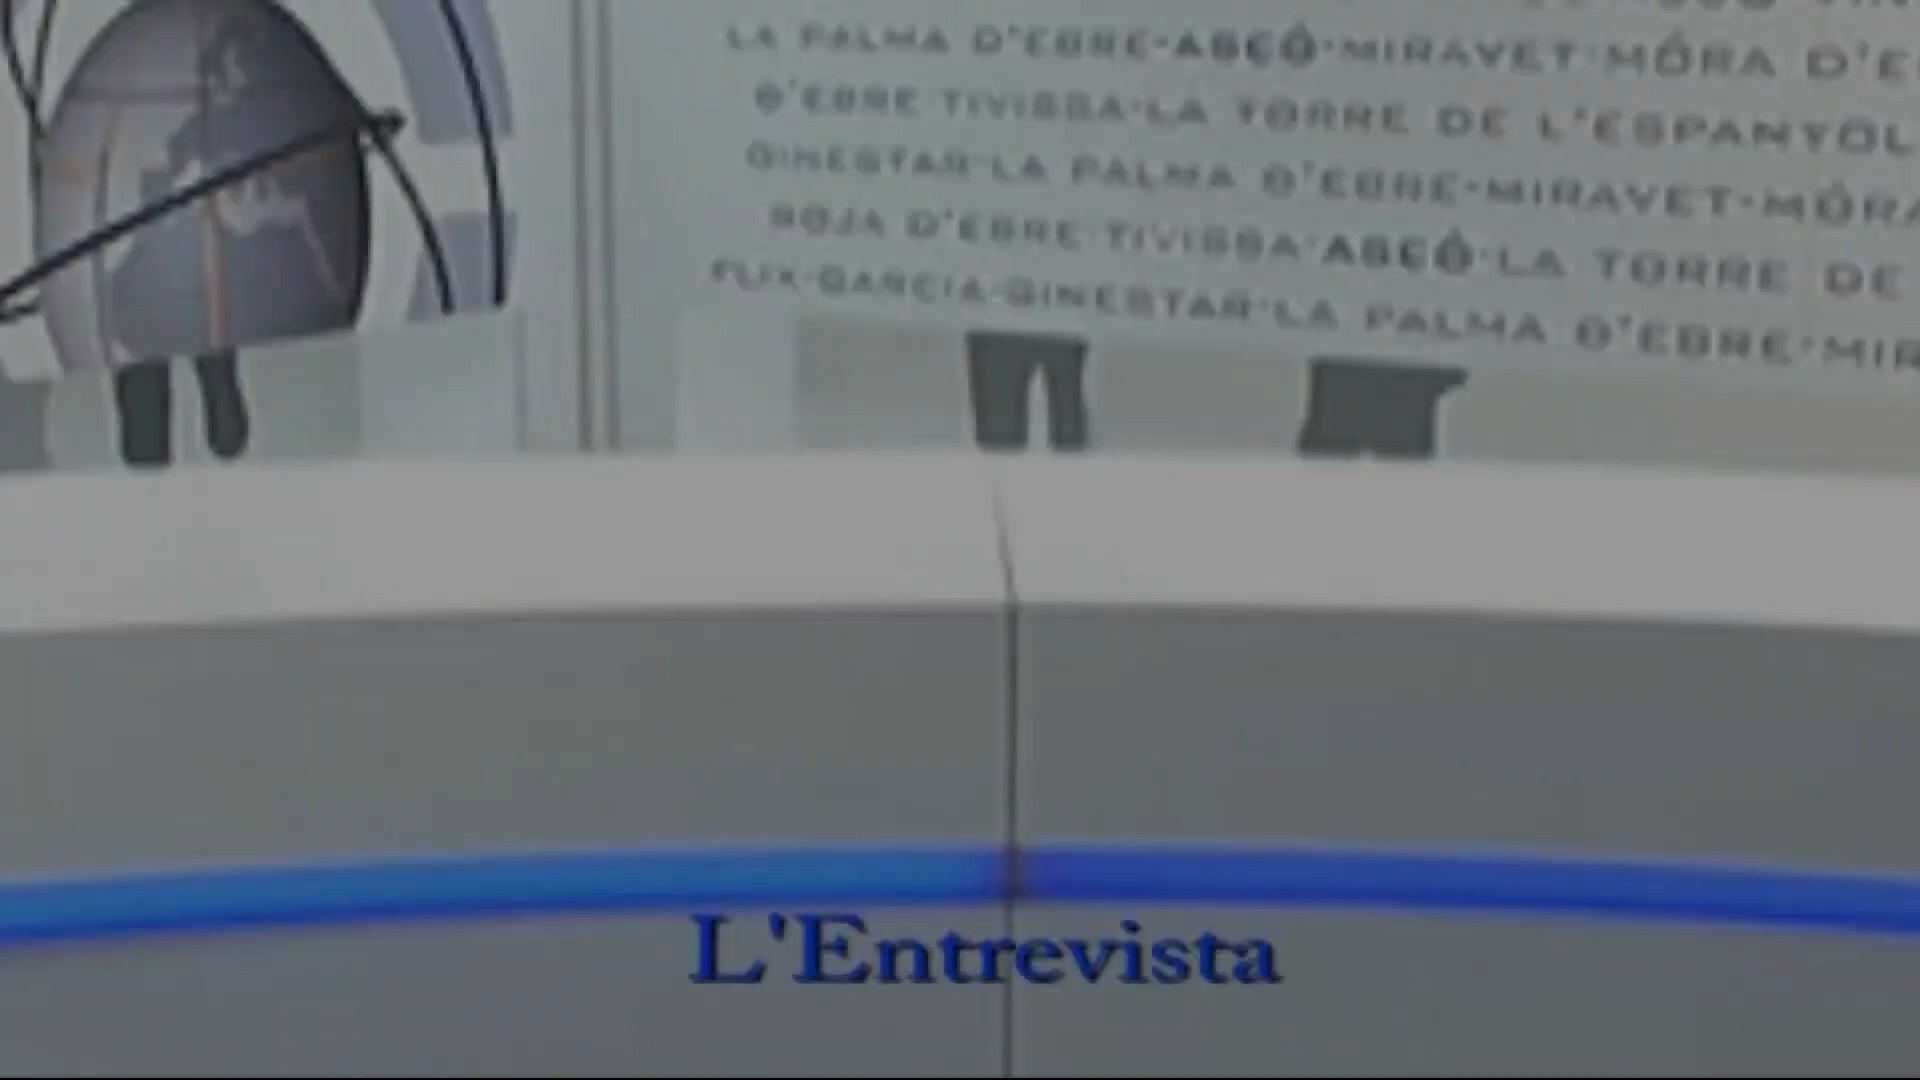 LA PALMA D'EBRE·ASCÓ·MIRAVET·MÓRA D'E
D'EBRE·TIVISSA·LA TORRE DE L'ESPANYOL
GINESTAR·LA PALMA D'EBRE·MIRAVET·MÓRA
ROJA D'EBRE·TIVISSA·ASCÓ·LA TORRE DE
FLIX·GARCIA·GINESTAR·LA PALMA D'EBRE·MIR
L'Entrevista